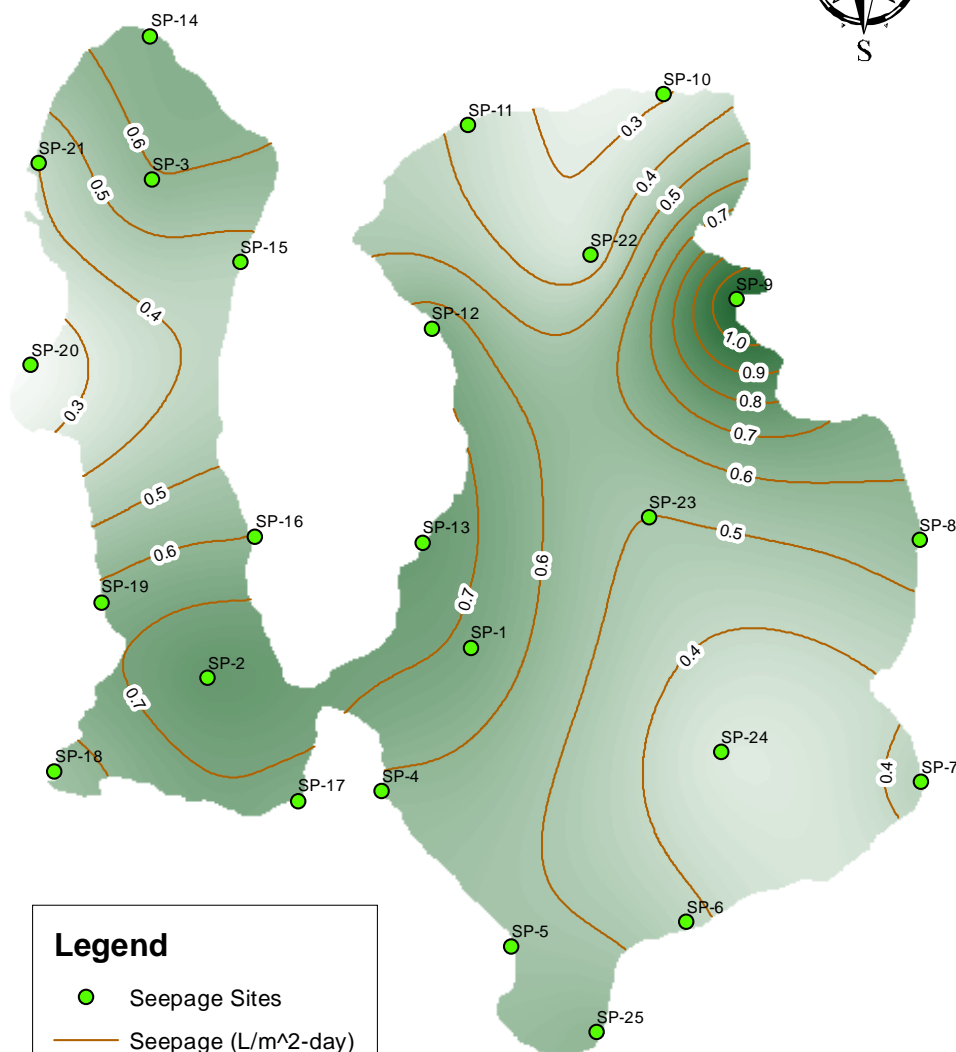 SP-14
S
SP-10
SP-11
0.3
0.6
SP-21
SP-3
0.4
0.5
0.5
0.7
SP-22
SP-15
SP-9
0.4
SP-12
1.0
SP-20
0.9
0.3
0.8
0.7
0.6
0.5
SP-23
SP-16
0.5
SP-8
SP-13
0.6
0.6
SP-19
0.7
SP-1
0.4
SP-2
0.7
SP-24
SP-18
0.4
SP-7
SP-17
SP-4
SP-6
SP-5
Legend
Seepage Sites
SP-25
Seepage (L/m^2-day)